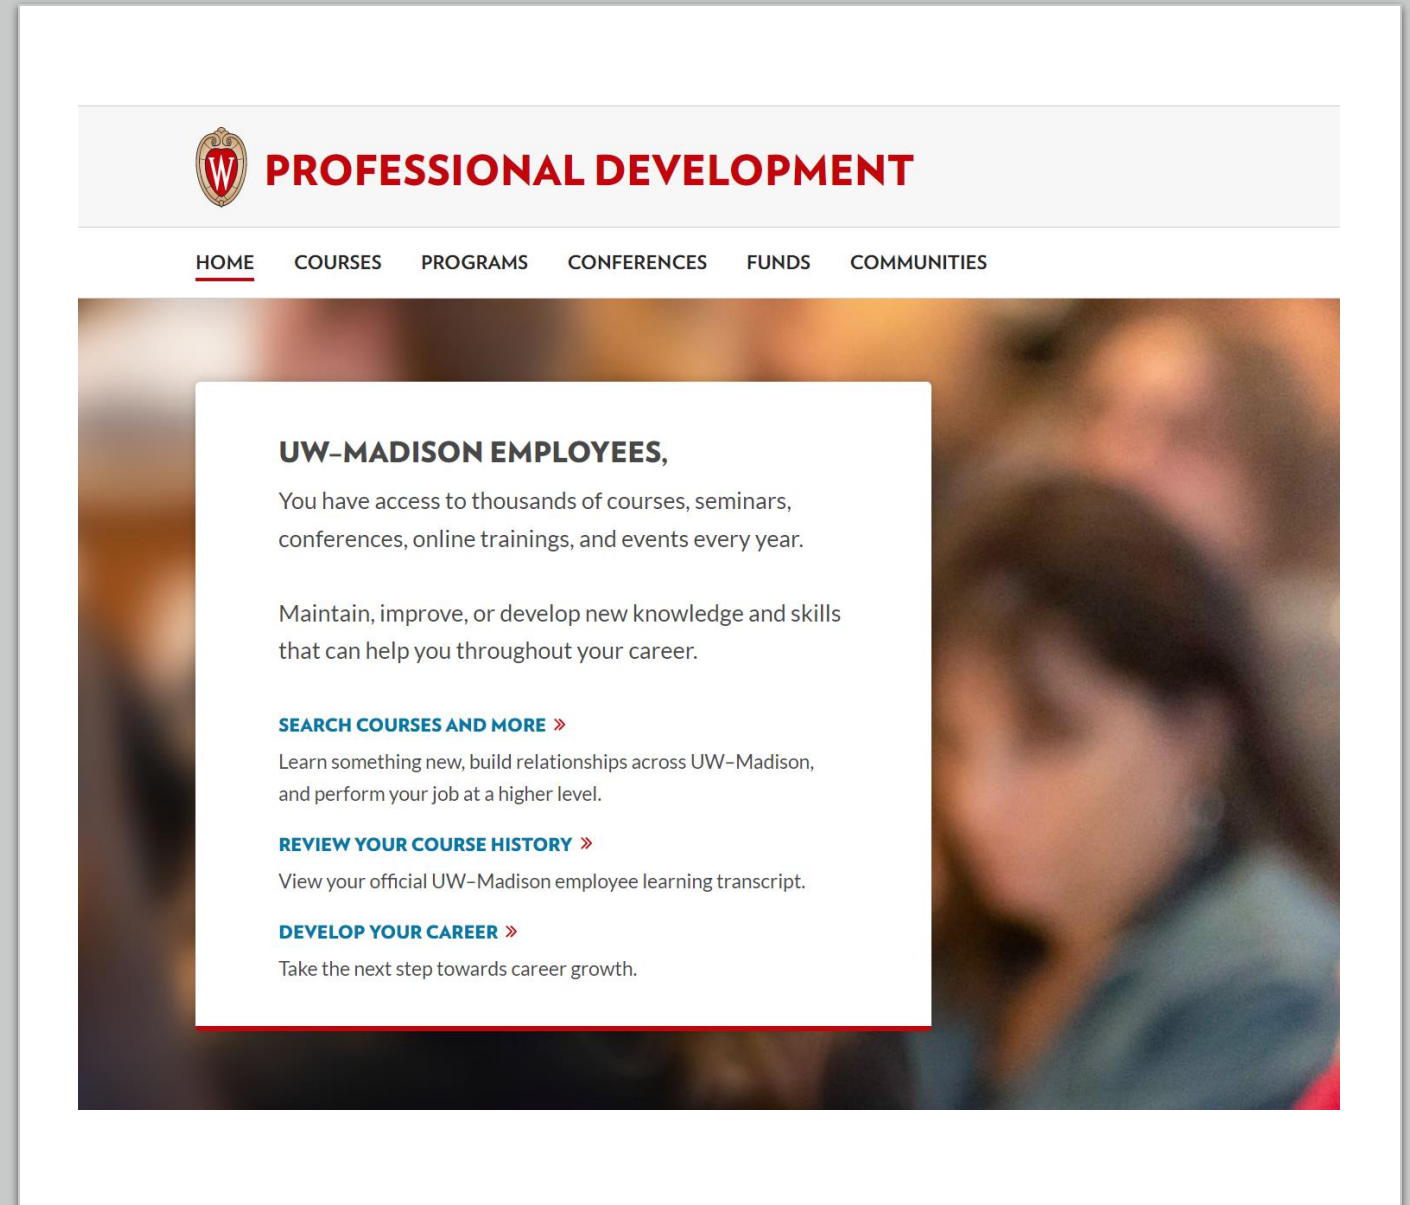 W PROFESSIONAL DEVELOPMENT
HOME COURSES PROGRAMS CONFERENCES FUNDS COMMUNITIES
UW–MADISON EMPLOYEES,
You have access to thousands of courses, seminars,
conferences, online trainings, and events every year.
Maintain, improve, or develop new knowledge and skills
that can help you throughout your career.
SEARCH COURSES AND MORE »
Learn something new, build relationships across UW–Madison,
and perform your job at a higher level.
REVIEW YOUR COURSE HISTORY »
View your official UW–Madison employee learning transcript.
DEVELOP YOUR CAREER »
Take the next step towards career growth.